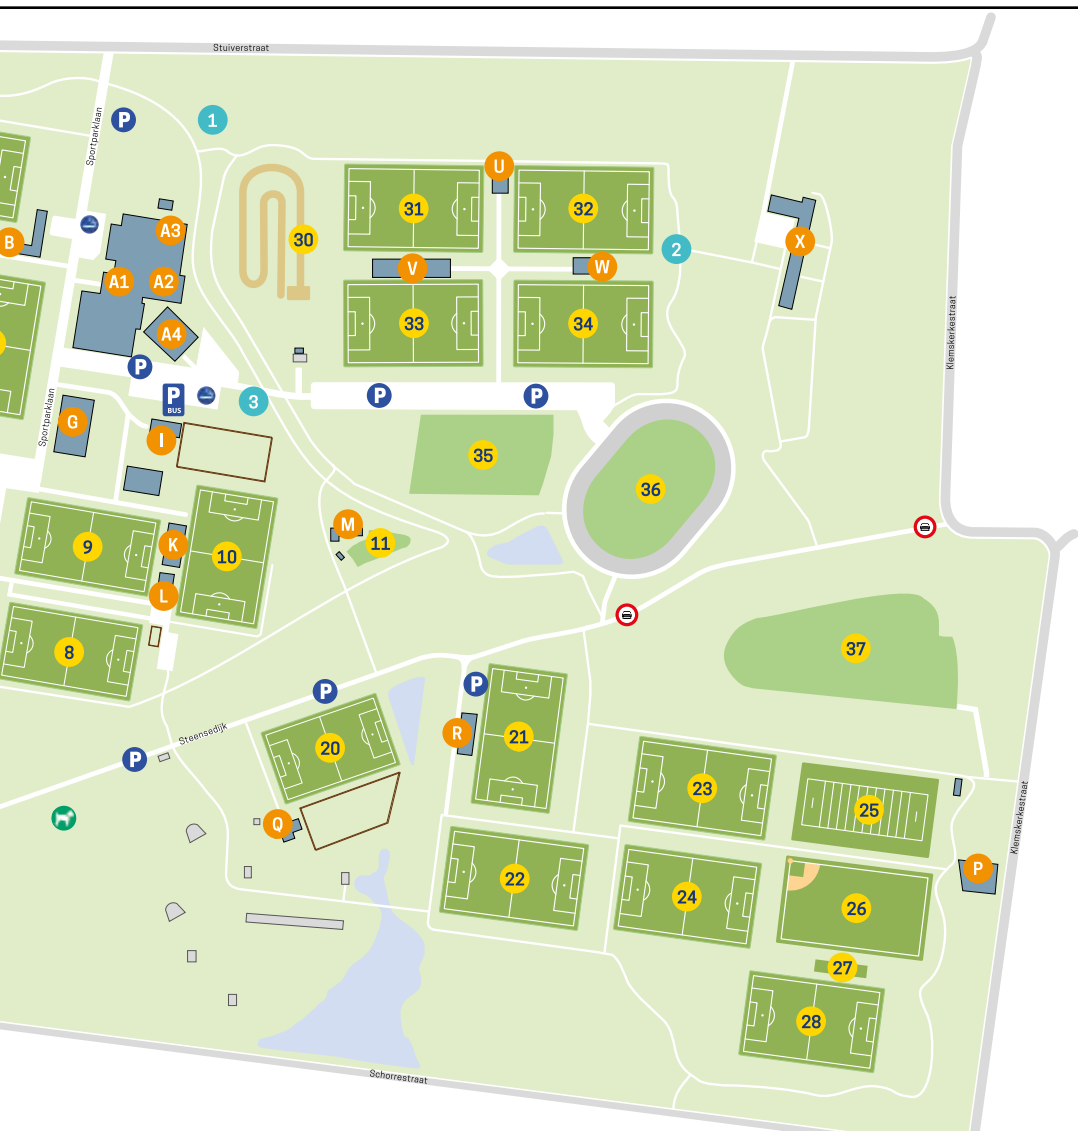 Stuiverstraat
Sportparklaan
P
1
U
31
32
A3
30
2
X
B
A1
A2
V
W
A4
33
34
Klemskerkestraat
P
P
BUS
3
P
P
Sportparklaan
G
I
35
36
M
11
9
K
10
L
8
37
P
P
Steensedijk
20
R
21
P
23
25
Klemskerkestraat
Q
22
24
26
P
27
28
Schorrestraat